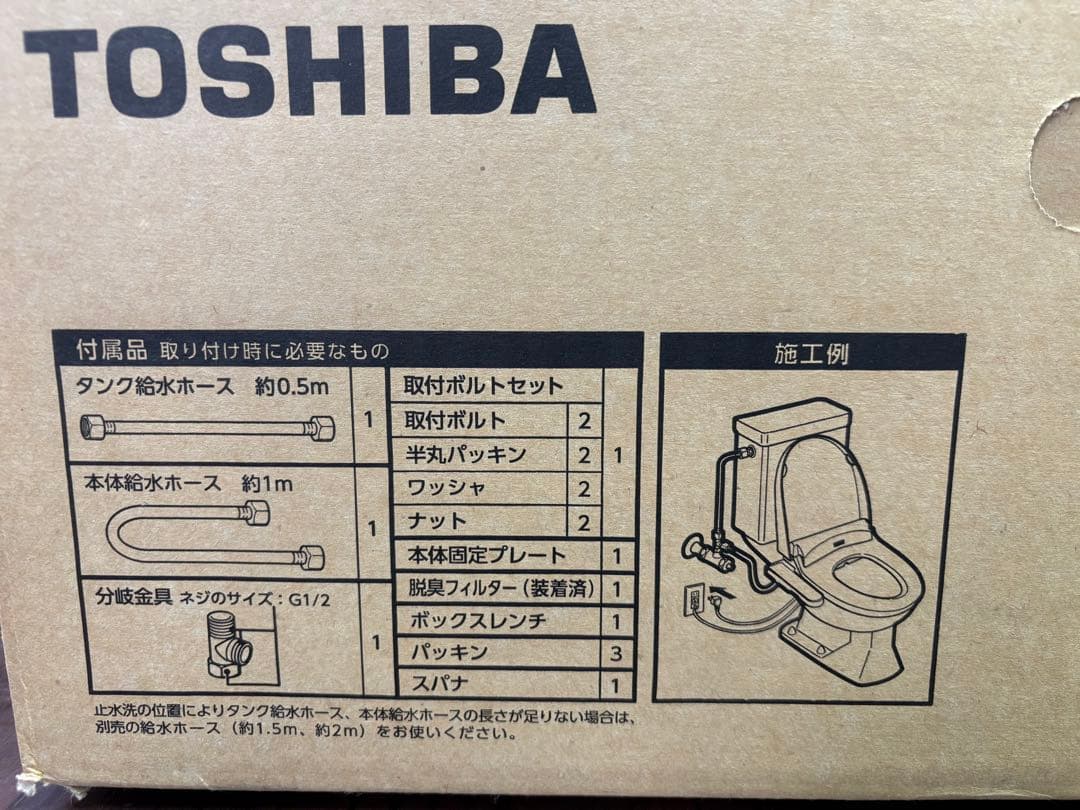 TOSHIBA
付属品 取り付け時に必要なもの
タンク給水ホース 約0.5m
1
本体給水ホース 約1m
1
分岐金具 ネジのサイズ：G1/2
1
取付ボルトセット
取付ボルト 2
半丸パッキン 2
1
ワッシャ 2
ナット 2
本体固定プレート 1
脱臭フィルター（装着済） 1
ボックスレンチ 1
パッキン 3
スパナ 1
施工例
止水洗の位置によりタンク給水ホース、本体給水ホースの長さが足りない場合は、
別売の給水ホース（約1.5m、約2m）をお使いください。